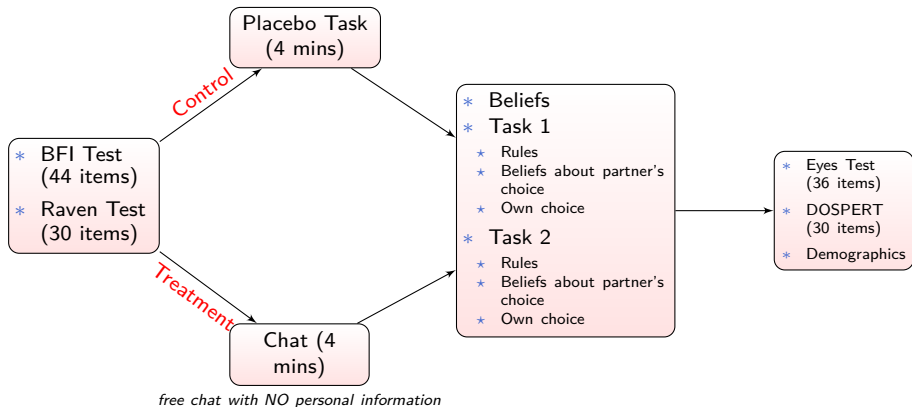 Placebo Task
(4 mins)
Control
* BFI Test
(44 items)
* Raven Test
(30 items)
Treatment
Chat (4
mins)
free chat with NO personal information
* Beliefs
* Task 1
⋆ Rules
⋆ Beliefs about partner's
choice
⋆ Own choice
* Task 2
⋆ Rules
⋆ Beliefs about partner's
choice
⋆ Own choice
* Eyes Test
(36 items)
* DOSPERT
(30 items)
* Demographics